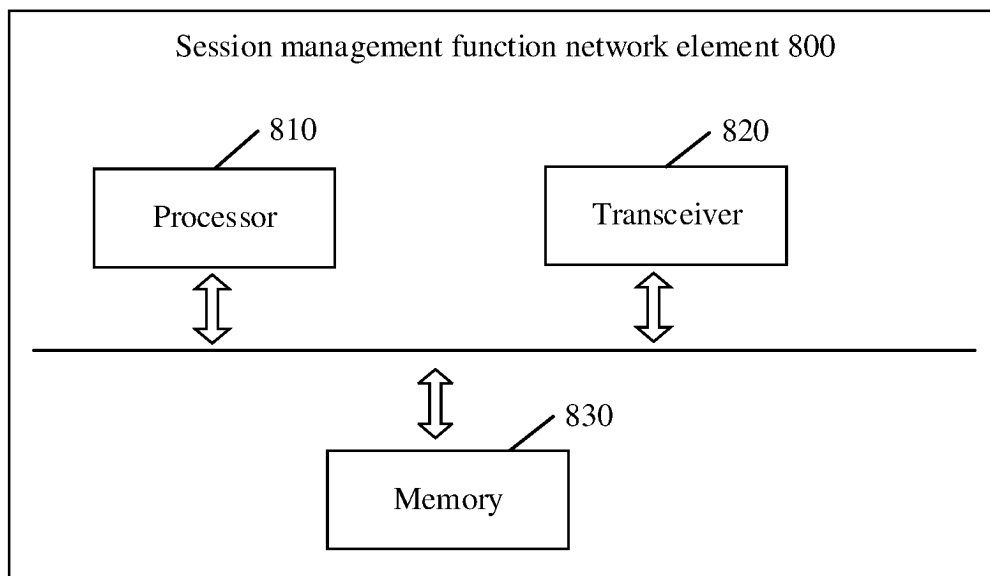 Session management function network element 800
810
820
Processor
Transceiver
830
Memory